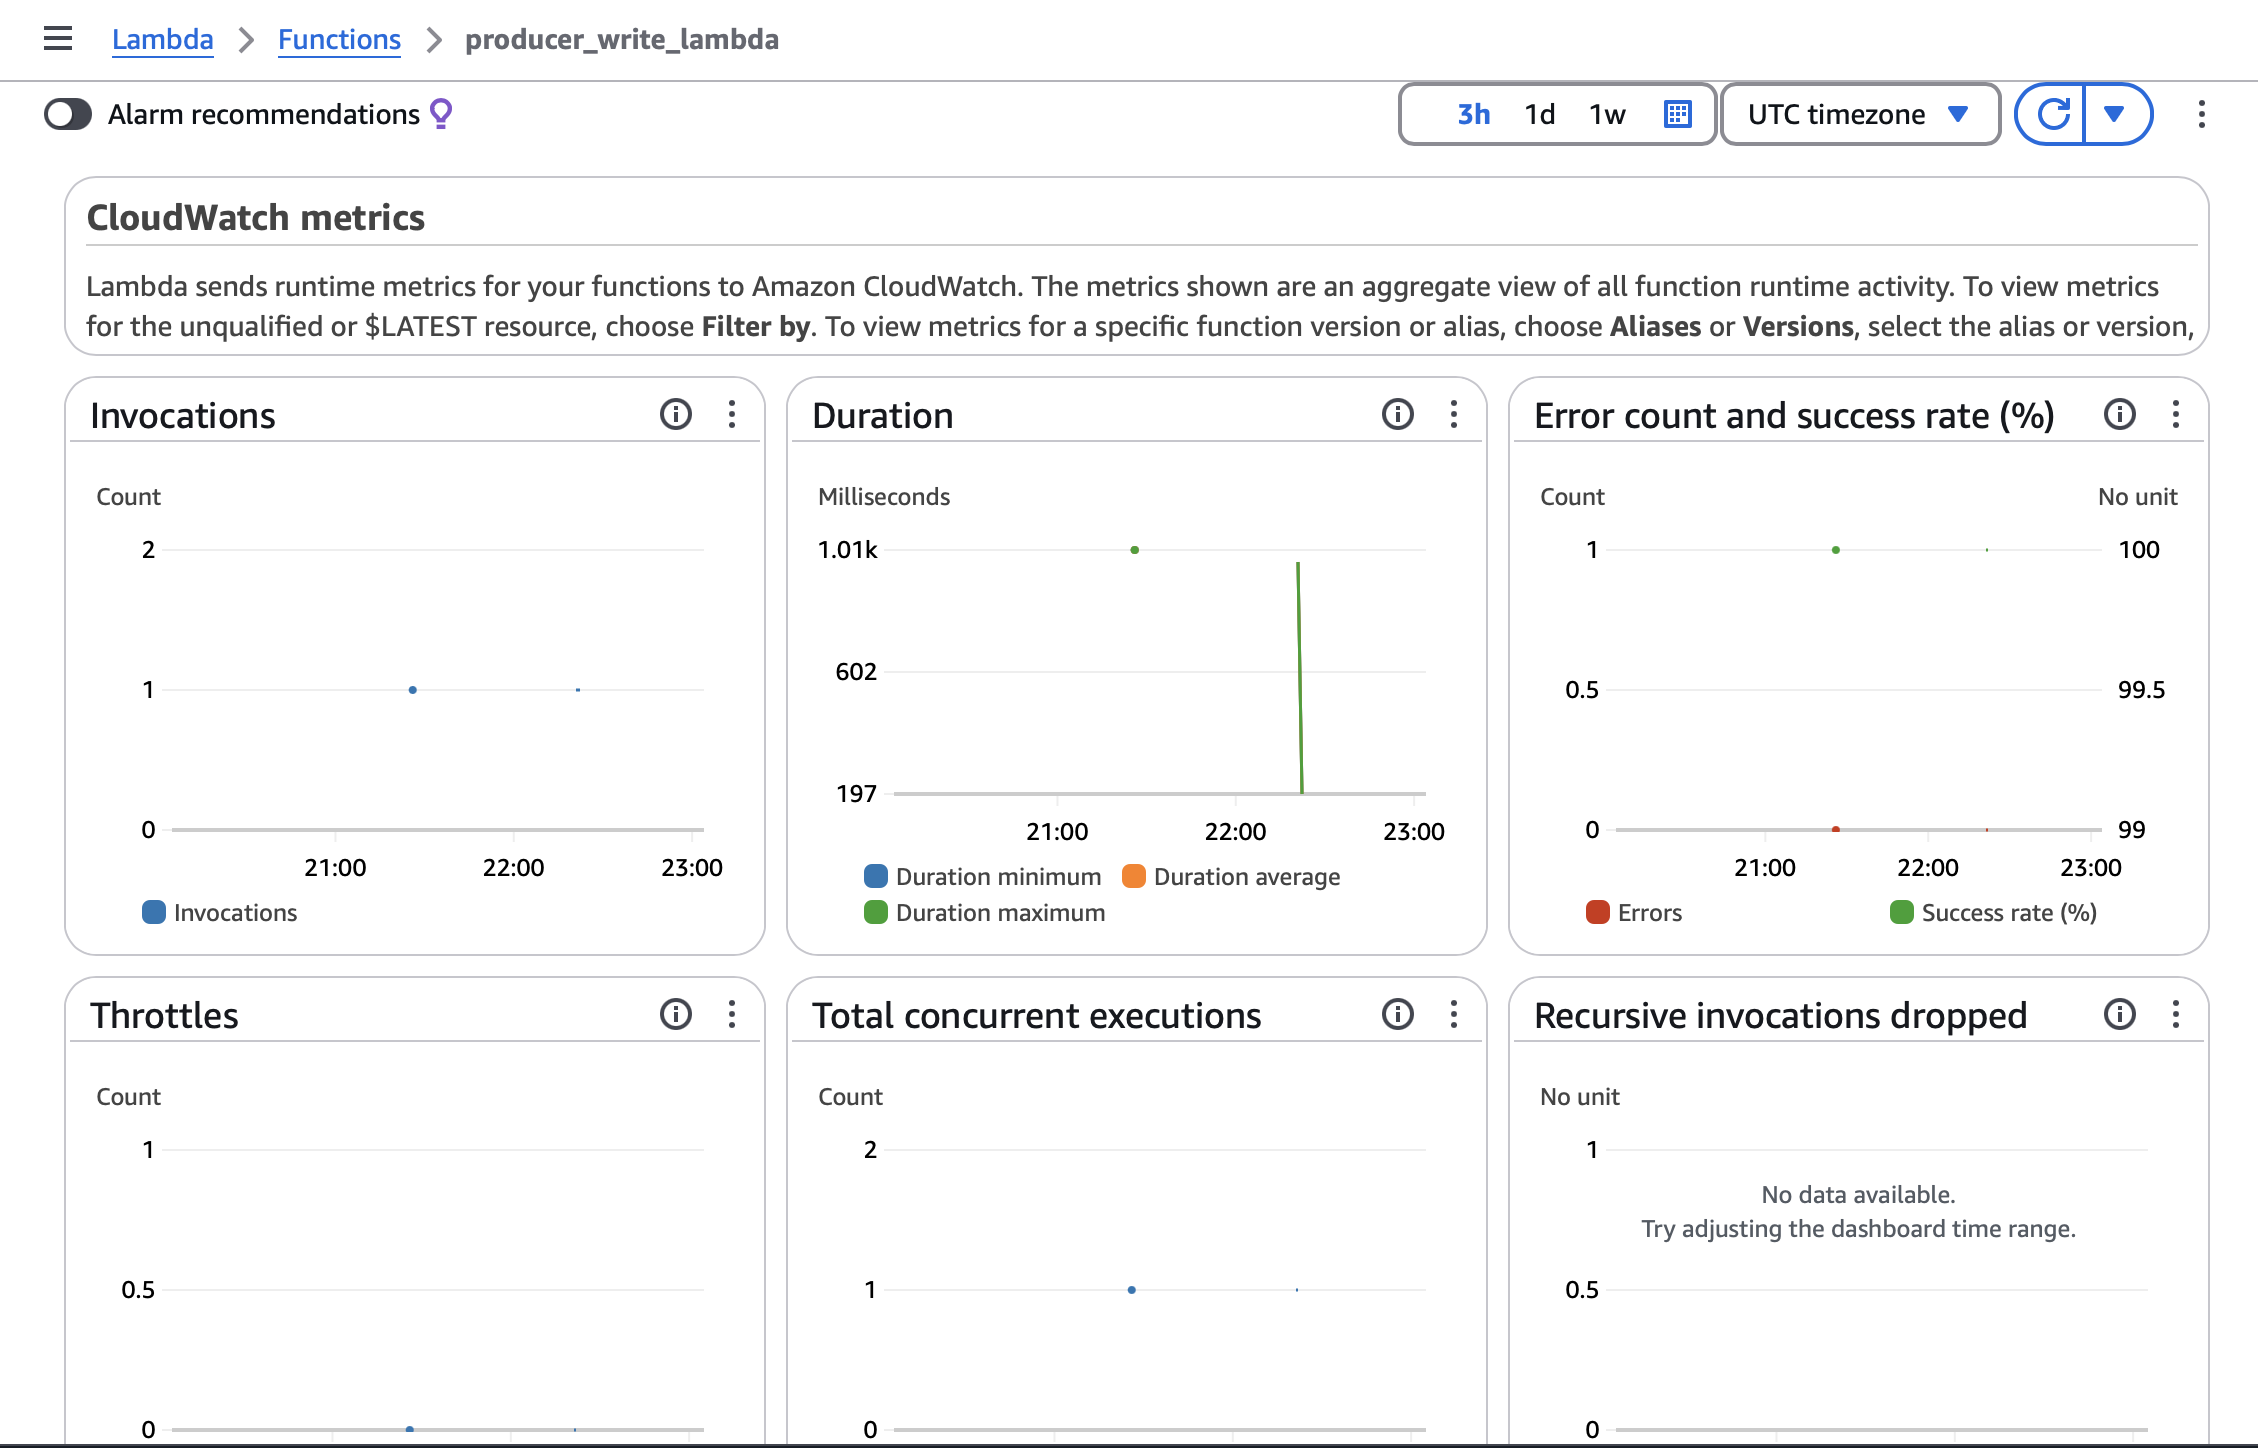 Lambda > Functions > producer_write_lambda
Alarm recommendations 3h 1d 1w UTC timezone
CloudWatch metrics
Lambda sends runtime metrics for your functions to Amazon CloudWatch. The metrics shown are an aggregate view of all function runtime activity. To view metrics
for the unqualified or $LATEST resource, choose Filter by. To view metrics for a specific function version or alias, choose Aliases or Versions, select the alias or version,
Invocations
Count
2
1
0
21:00 22:00 23:00
Invocations
Duration
Milliseconds
1.01k
602
197
21:00 22:00 23:00
Duration minimum Duration average
Duration maximum
Error count and success rate (%)
Count No unit
1 100
0.5 99.5
0 99
21:00 22:00 23:00
Errors Success rate (%)
Throttles
Count
1
0.5
0
Total concurrent executions
Count
2
1
0
Recursive invocations dropped
No unit
1
No data available.
Try adjusting the dashboard time range.
0.5
0